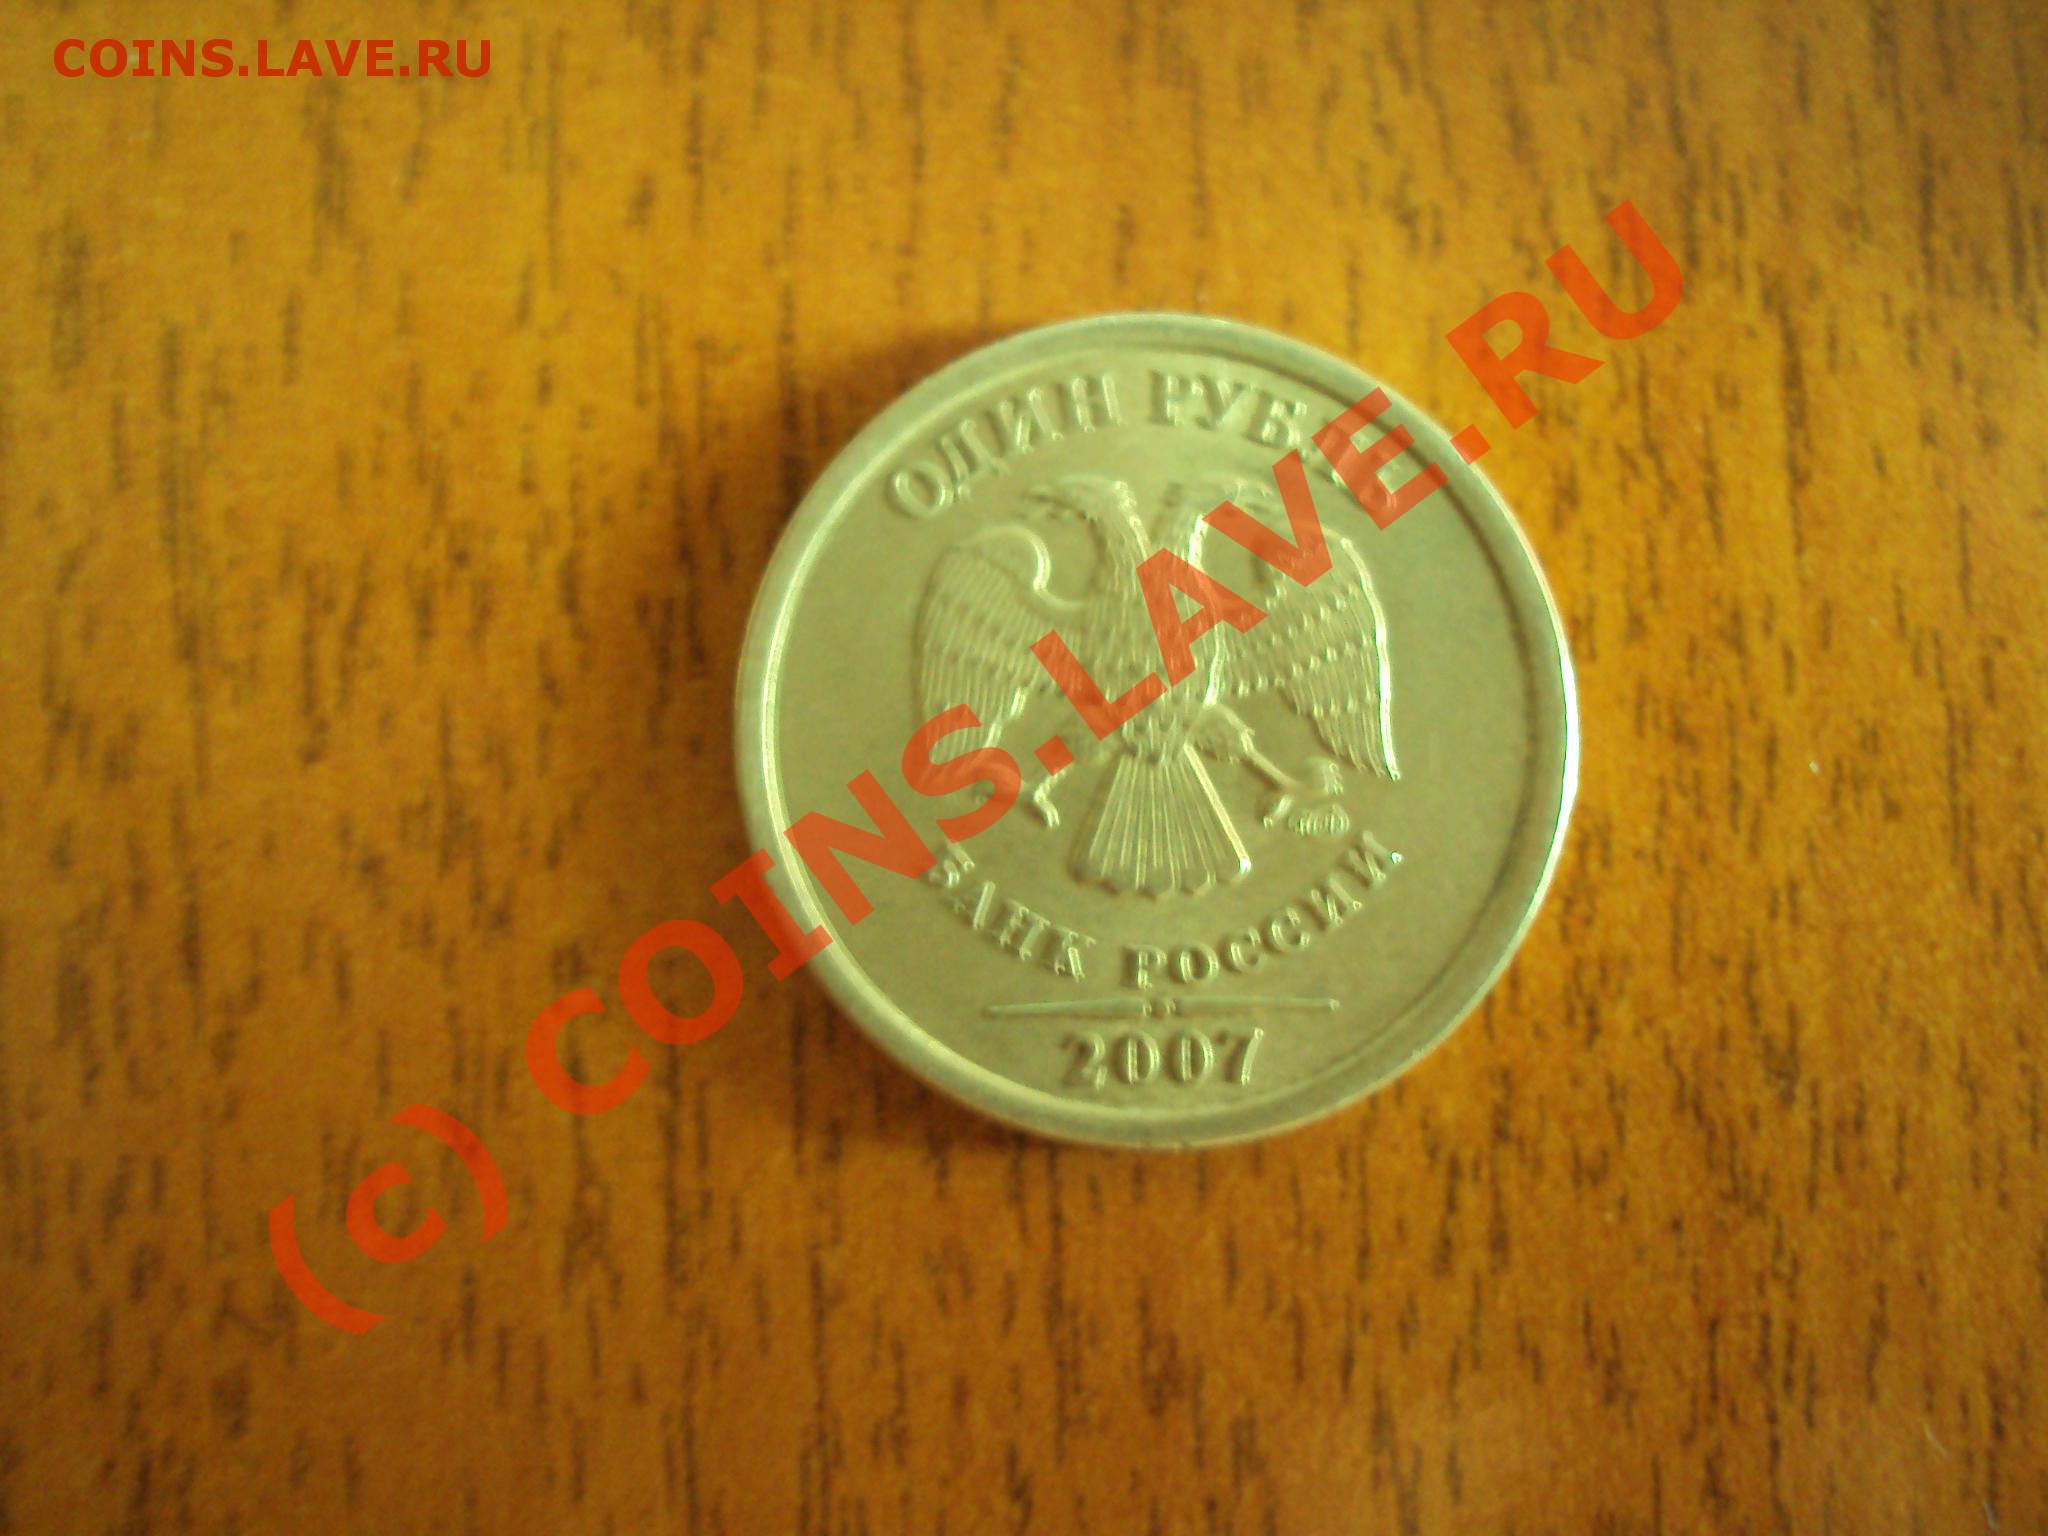 COINS.LAVE.RU
ОДИН РУБЛЬ
БАНК РОССИИ
2007
(c) COINS.LAVE.RU